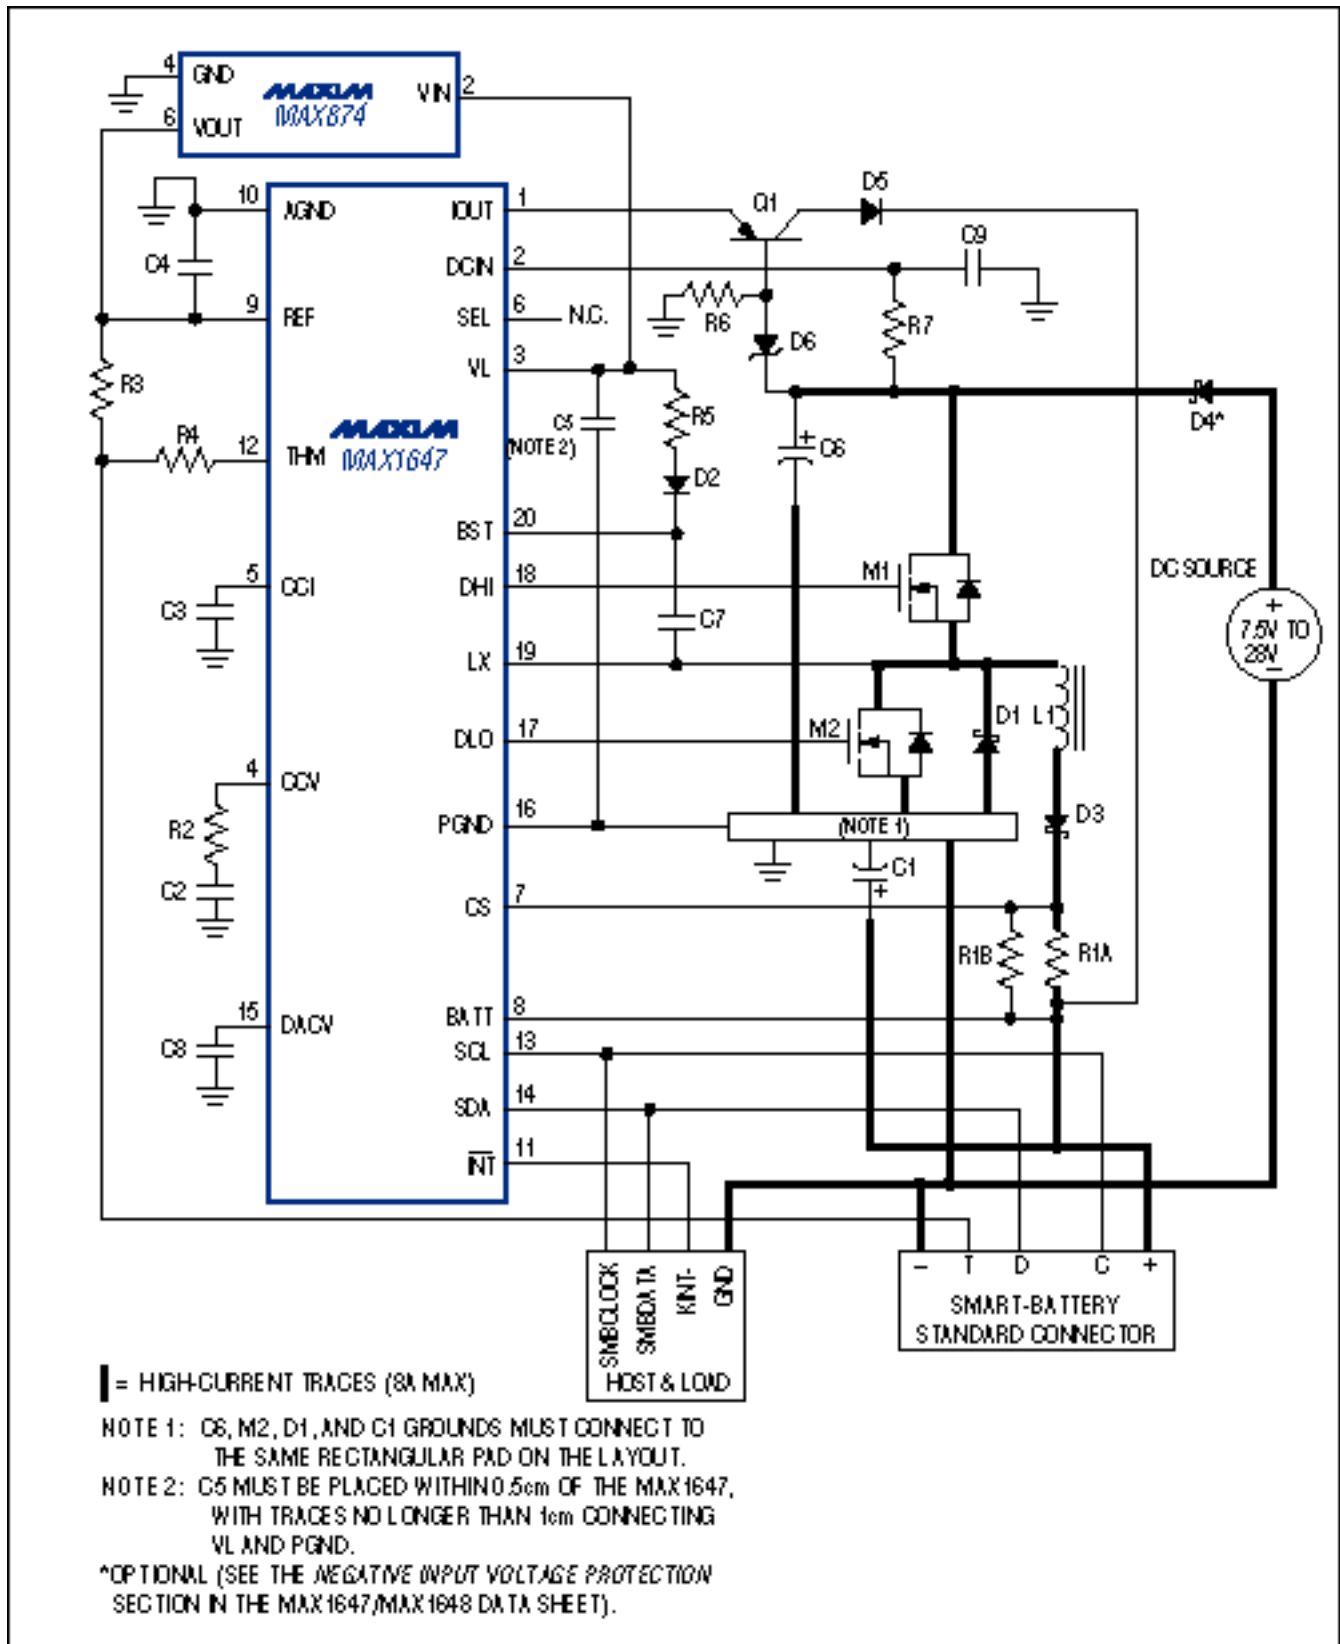 4 GND
MAXIM
MAX874
VIN 2
6 VOUT
10 AGND
IOUT 1
Q1
D5
C4
DCIN 2
C9
9 REF
SEL 6 N.C.
R6
R7
D6
VL 3
R3
C5
(NOTE 2)
R5
D4*
R4
12 THM
MAXIM
MAX1647
C6
D2
BST 20
5 CCI
DHI 18
M1
DC SOURCE
C3
C7
+
7.5V TO
28V
−
LX 19
DLO 17
M2
D1
L1
4 CCV
R2
PGND 16
(NOTE 1)
D3
C2
C1
+
CS 7
R1B
R1A
15 DACV
BATT 8
C8
SCL 13
SDA 14
INT 11
SMBCLOCK
SMBDATA
KINT-
GND
HOST & LOAD
− T D C +
SMART-BATTERY
STANDARD CONNECTOR
= HIGH-CURRENT TRACES (8A MAX)
NOTE 1: C6, M2, D1, AND C1 GROUNDS MUST CONNECT TO
THE SAME RECTANGULAR PAD ON THE LAYOUT.
NOTE 2: C5 MUST BE PLACED WITHIN 0.5cm OF THE MAX1647,
WITH TRACES NO LONGER THAN 1cm CONNECTING
VL AND PGND.
*OPTIONAL (SEE THE NEGATIVE INPUT VOLTAGE PROTECTION
SECTION IN THE MAX1647/MAX1648 DATA SHEET).